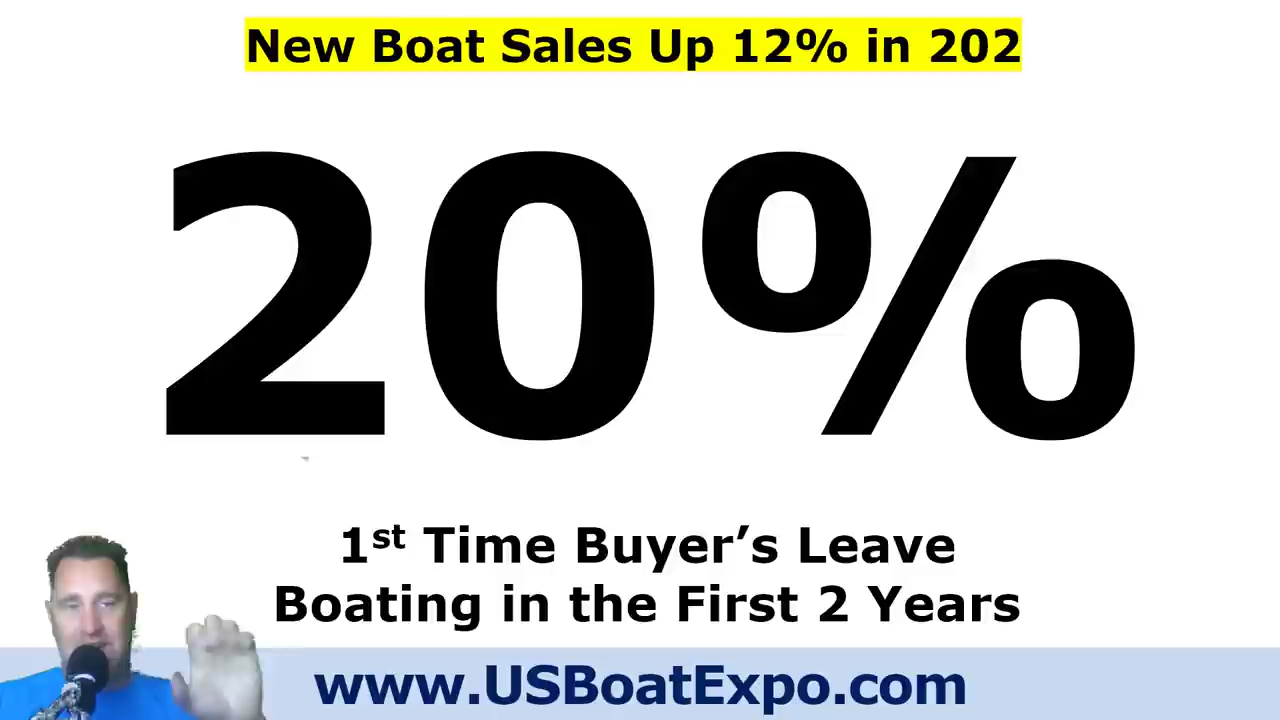 New Boat Sales Up 12% in 202
20%
1st Time Buyer’s Leave
Boating in the First 2 Years
www.USBoatExpo.com